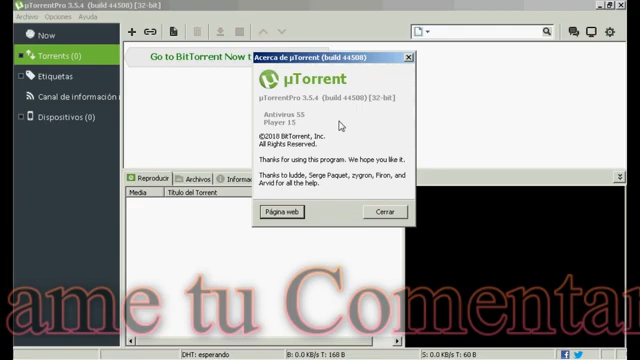 µTorrentPro 3.5.4 (build 44508) [32-bit]
Archivo Opciones Ayuda
Now
Torrents (0)
Etiquetas
Canal de información
Dispositivos (0)
Go to BitTorrent Now t
Acerca de µTorrent (build 44508)
µTorrent
µTorrentPro 3.5.4 (build 44508) [32-bit]
Antivirus 55
Player 15
©2018 BitTorrent, Inc.
All Rights Reserved.
Thanks for using this program. We hope you like it.
Thanks to ludde, Serge Paquet, zygron, Firon, and
Arvid for all the help.
Página web
Cerrar
Reproducir
Archivos
Informa
Media
Título del Torrent
ame tu Comentar
DHT: esperando
B: 0.0 KB/s T: 168 B
S: 0.0 KB/s T: 60 B